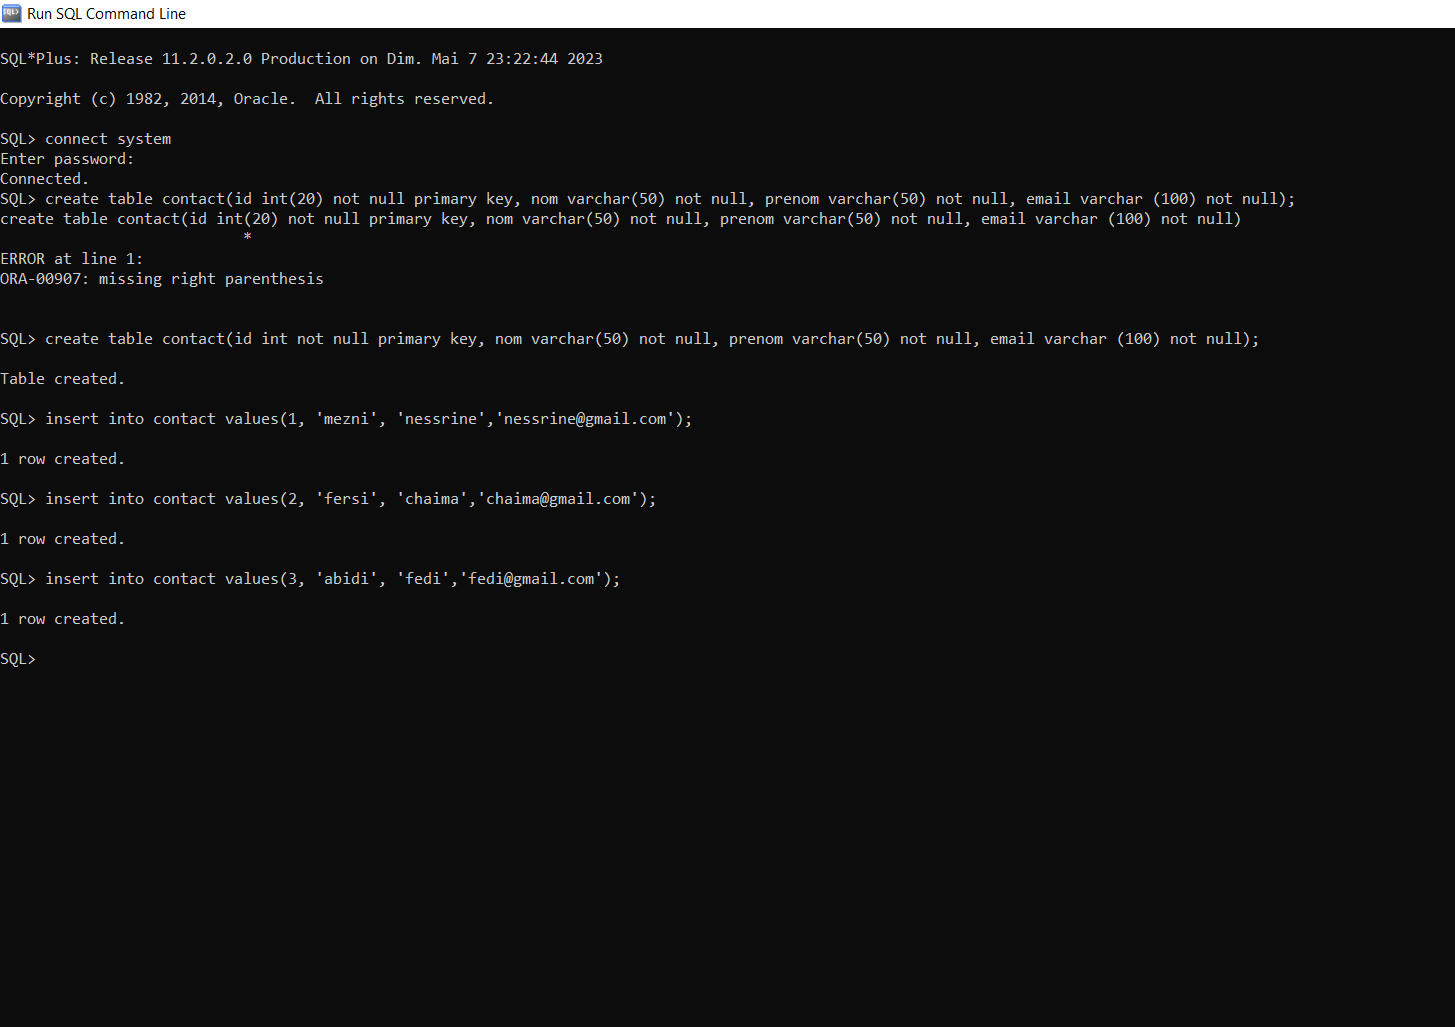 Run SQL Command Line
SQL*Plus: Release 11.2.0.2.0 Production on Dim. Mai 7 23:22:44 2023
Copyright (c) 1982, 2014, Oracle.  All rights reserved.
SQL> connect system
Enter password:
Connected.
SQL> create table contact(id int(20) not null primary key, nom varchar(50) not null, prenom varchar(50) not null, email varchar (100) not null);
create table contact(id int(20) not null primary key, nom varchar(50) not null, prenom varchar(50) not null, email varchar (100) not null)
                           *
ERROR at line 1:
ORA-00907: missing right parenthesis
SQL> create table contact(id int not null primary key, nom varchar(50) not null, prenom varchar(50) not null, email varchar (100) not null);
Table created.
SQL> insert into contact values(1, 'mezni', 'nessrine','nessrine@gmail.com');
1 row created.
SQL> insert into contact values(2, 'fersi', 'chaima','chaima@gmail.com');
1 row created.
SQL> insert into contact values(3, 'abidi', 'fedi','fedi@gmail.com');
1 row created.
SQL>